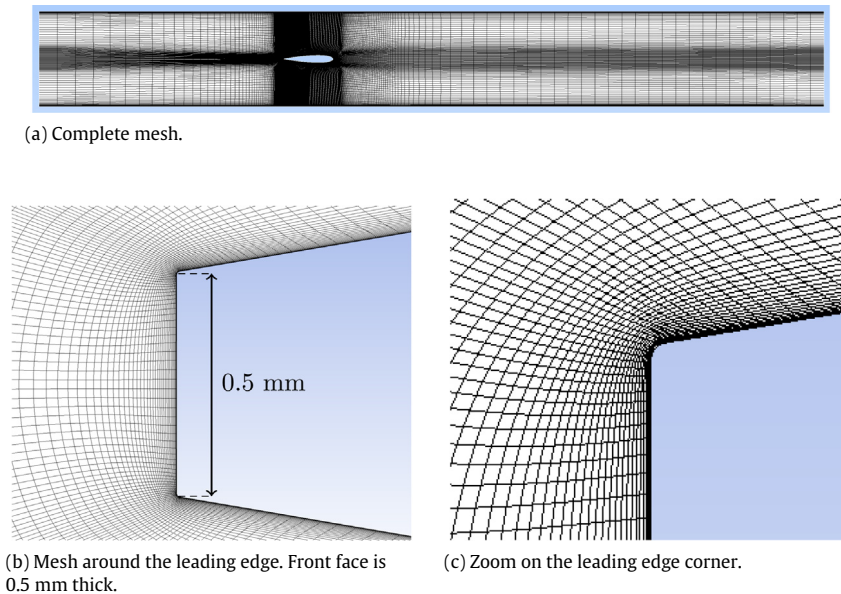 (a) Complete mesh.
0.5 mm
(b) Mesh around the leading edge. Front face is
0.5 mm thick.
(c) Zoom on the leading edge corner.